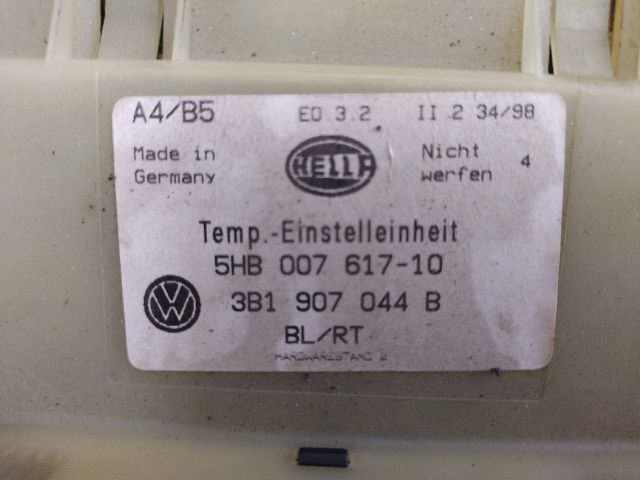 A4/B5 E0.3.2 II 2 34/98
Made in Germany
HELLA
Nicht werfen 4
Temp.-Einstelleinheit
5HB 007 617-10
VW
3B1 907 044 B
BL/RT
HARDWARESTAND 2